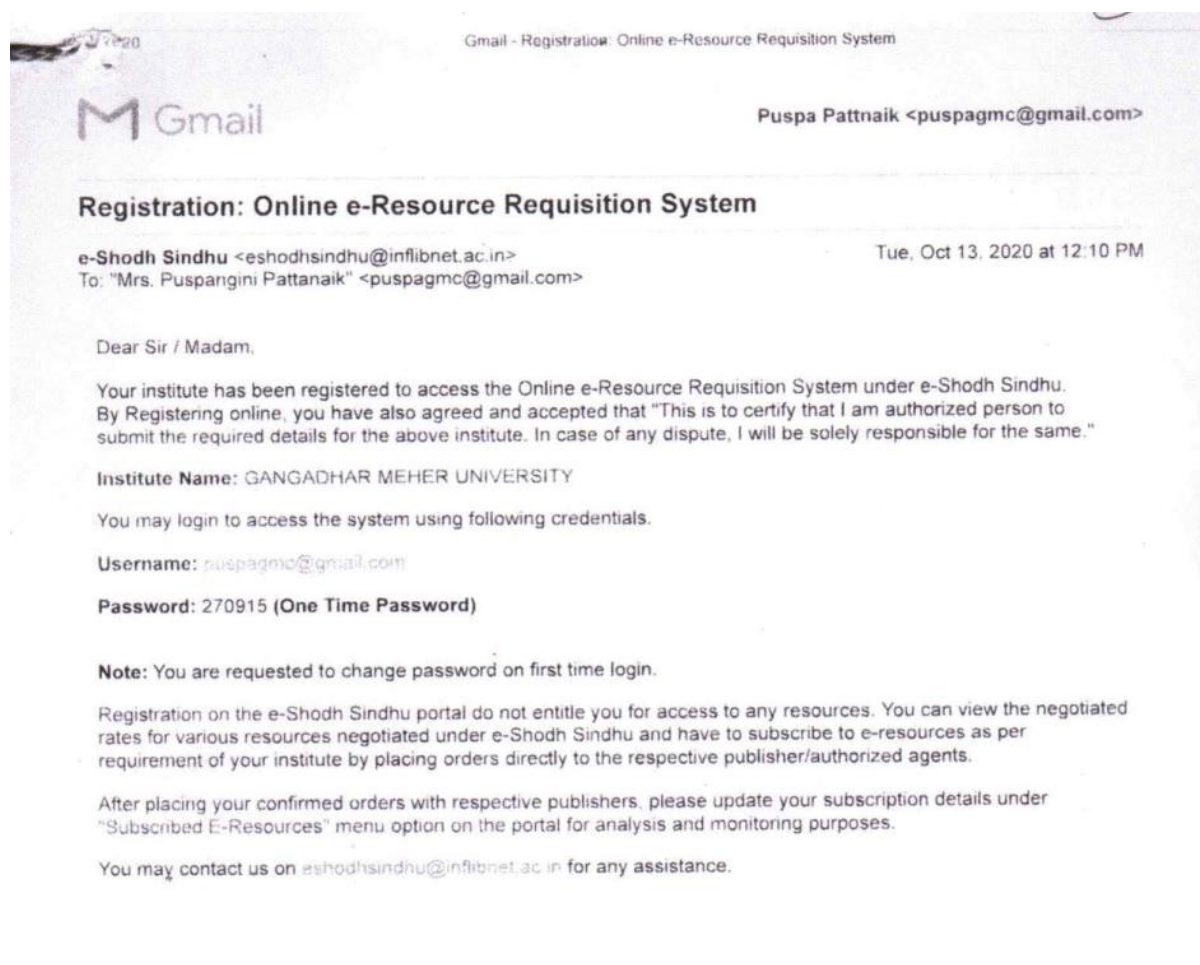 Gmail - Registration: Online e-Resource Requisition System
M Gmail
Puspa Pattnaik <puspagmc@gmail.com>
Registration: Online e-Resource Requisition System
e-Shodh Sindhu <eshodhsindhu@inflibnet.ac.in>
Tue, Oct 13, 2020 at 12:10 PM
To: "Mrs. Puspangini Pattanaik" <puspagmc@gmail.com>
Dear Sir / Madam,
Your institute has been registered to access the Online e-Resource Requisition System under e-Shodh Sindhu.
By Registering online, you have also agreed and accepted that "This is to certify that I am authorized person to
submit the required details for the above institute. In case of any dispute, I will be solely responsible for the same."
Institute Name: GANGADHAR MEHER UNIVERSITY
You may login to access the system using following credentials.
Username: puspagmc@gmail.com
Password: 270915 (One Time Password)
Note: You are requested to change password on first time login.
Registration on the e-Shodh Sindhu portal do not entitle you for access to any resources. You can view the negotiated
rates for various resources negotiated under e-Shodh Sindhu and have to subscribe to e-resources as per
requirement of your institute by placing orders directly to the respective publisher/authorized agents.
After placing your confirmed orders with respective publishers, please update your subscription details under
"Subscribed E-Resources" menu option on the portal for analysis and monitoring purposes.
You may contact us on eshodhsindhu@inflibnet.ac.in for any assistance.